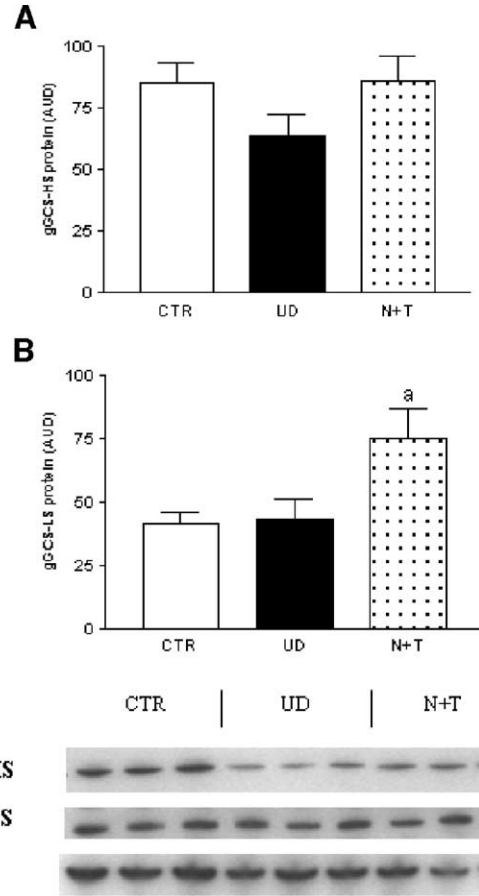 A
gGCS-HS protein (AUD)
100
75
50
25
0
CTR UD N+T
B
gGCS-LS protein (AUD)
100
75
50
25
0
a
CTR UD N+T
CTR UD N+T
S
S